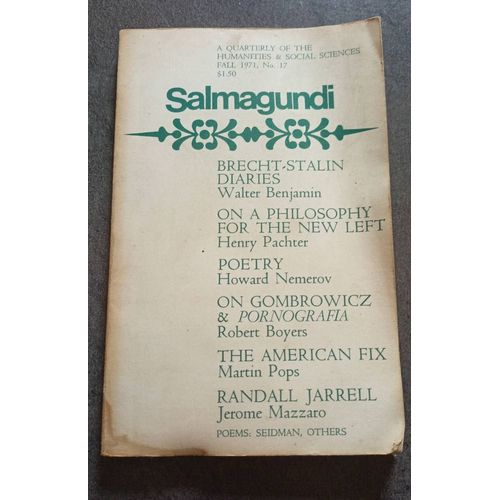 A QUARTERLY OF THE
HUMANITIES & SOCIAL SCIENCES
FALL 1971, No. 17
$1.50
Salmagundi
BRECHT-STALIN
DIARIES
Walter Benjamin
ON A PHILOSOPHY
FOR THE NEW LEFT
Henry Pachter
POETRY
Howard Nemerov
ON GOMBROWICZ
& PORNOGRAFIA
Robert Boyers
THE AMERICAN FIX
Martin Pops
RANDALL JARRELL
Jerome Mazzaro
POEMS: SEIDMAN, OTHERS